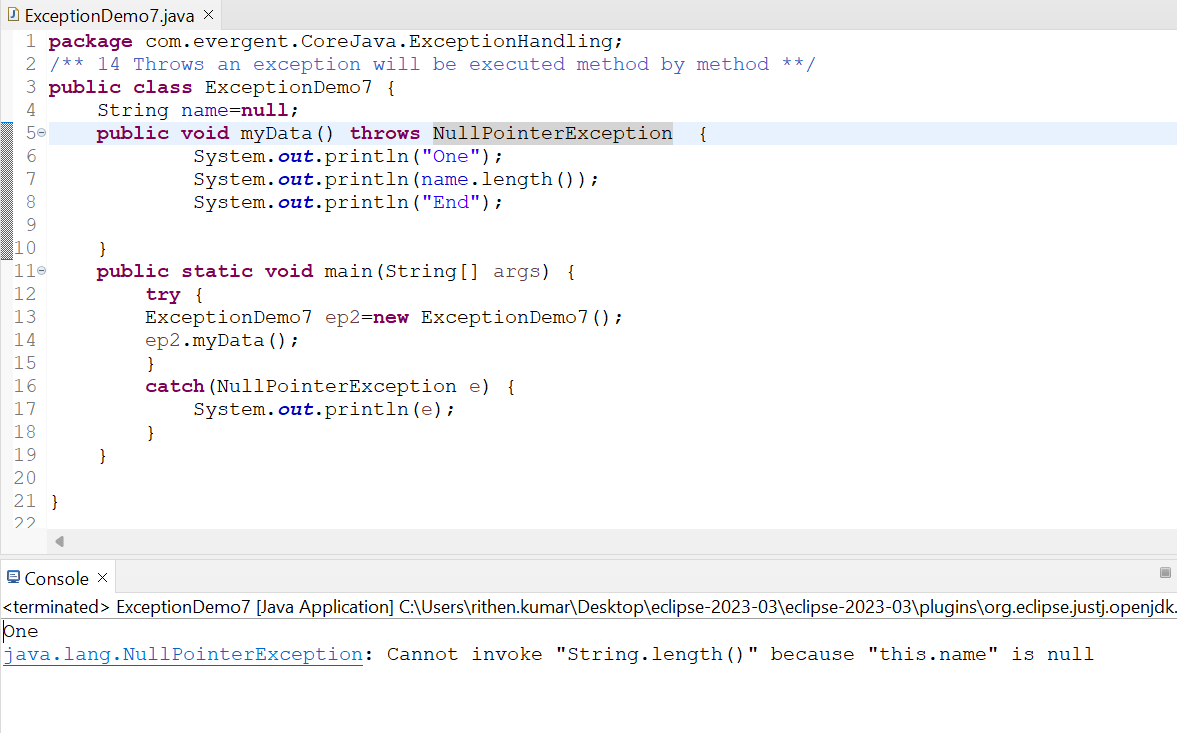 ExceptionDemo7.java ×
1 package com.evergent.CoreJava.ExceptionHandling;
2 /** 14 Throws an exception will be executed method by method **/
3 public class ExceptionDemo7 {
4 String name=null;
5 public void myData() throws NullPointerException {
6 System.out.println("One");
7 System.out.println(name.length());
8 System.out.println("End");
9
10 }
11 public static void main(String[] args) {
12 try {
13 ExceptionDemo7 ep2=new ExceptionDemo7();
14 ep2.myData();
15 }
16 catch(NullPointerException e) {
17 System.out.println(e);
18 }
19 }
20
21 }
22
Console ×
<terminated> ExceptionDemo7 [Java Application] C:\Users\rithen.kumar\Desktop\eclipse-2023-03\eclipse-2023-03\plugins\org.eclipse.justj.openjdk.
One
java.lang.NullPointerException: Cannot invoke "String.length()" because "this.name" is null